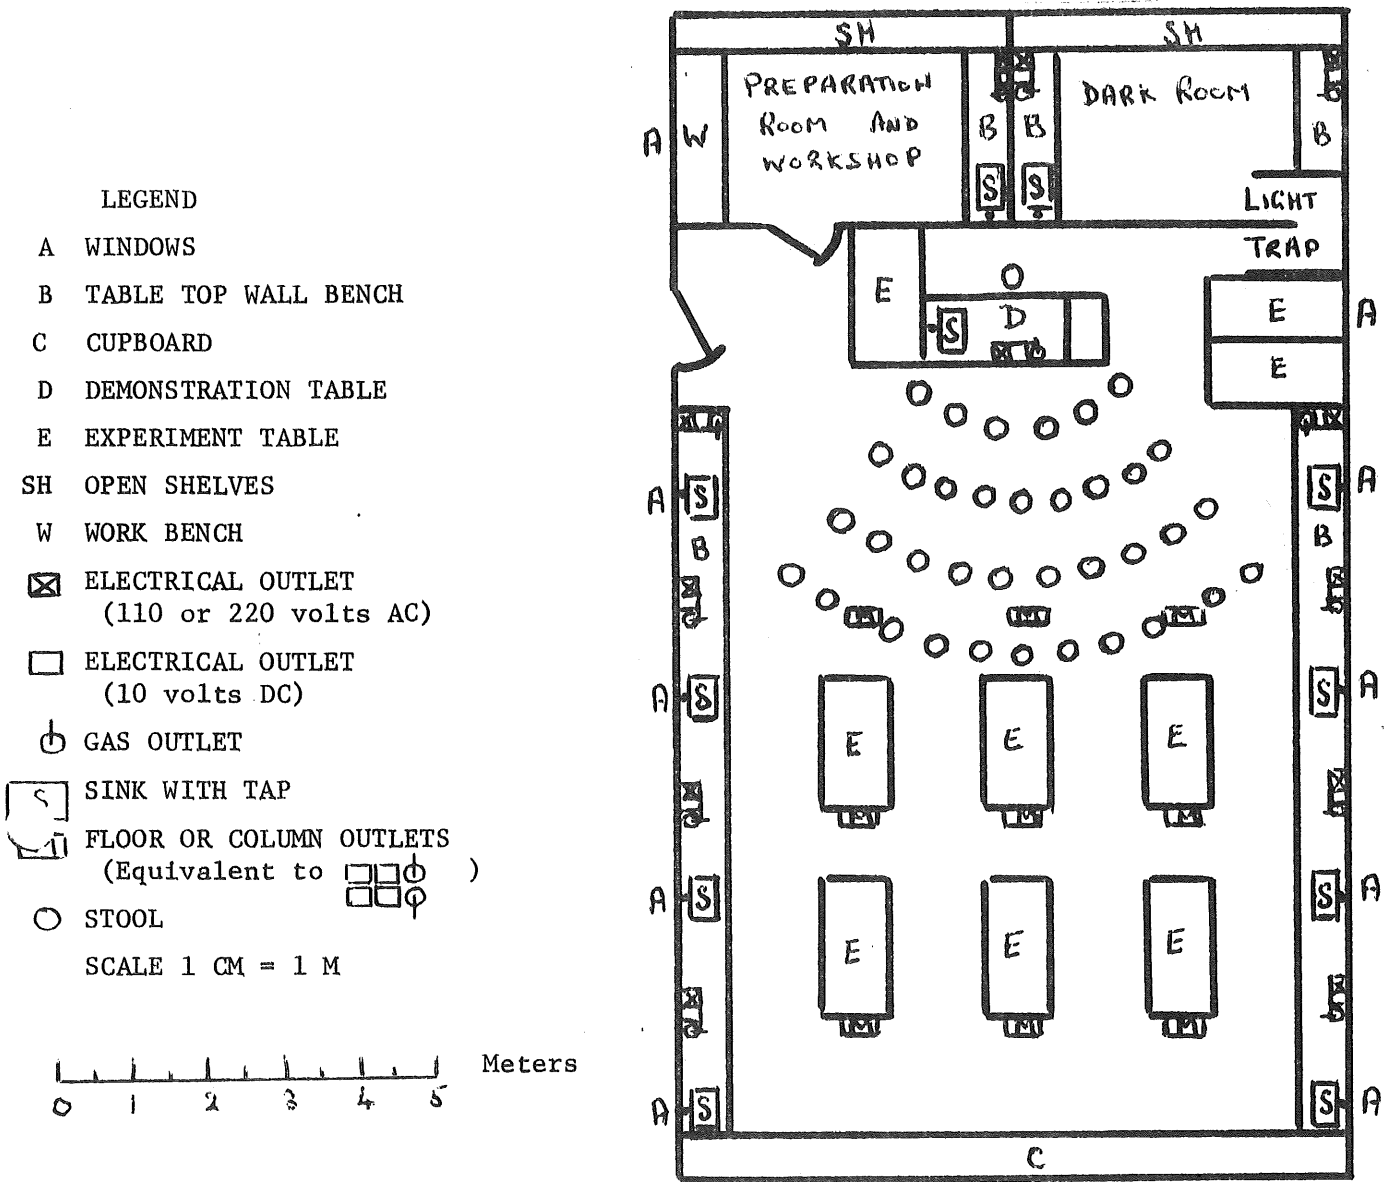 LEGEND
A WINDOWS
B TABLE TOP WALL BENCH
C CUPBOARD
D DEMONSTRATION TABLE
E EXPERIMENT TABLE
SH OPEN SHELVES
W WORK BENCH
ELECTRICAL OUTLET
(110 or 220 volts AC)
ELECTRICAL OUTLET
(10 volts DC)
GAS OUTLET
S SINK WITH TAP
FLOOR OR COLUMN OUTLETS
(Equivalent to )
STOOL
SCALE 1 CM = 1 M
Meters
0 1 2 3 4 5
SH SH
PREPARATION
ROOM AND
WORKSHOP
DARK ROOM
A W B B B
S S
LIGHT
TRAP
E
S D
E A
E
A S S A
B B
M M M
A S S A
E E E
M M M
A S S A
E E E
M M M
A S S A
C